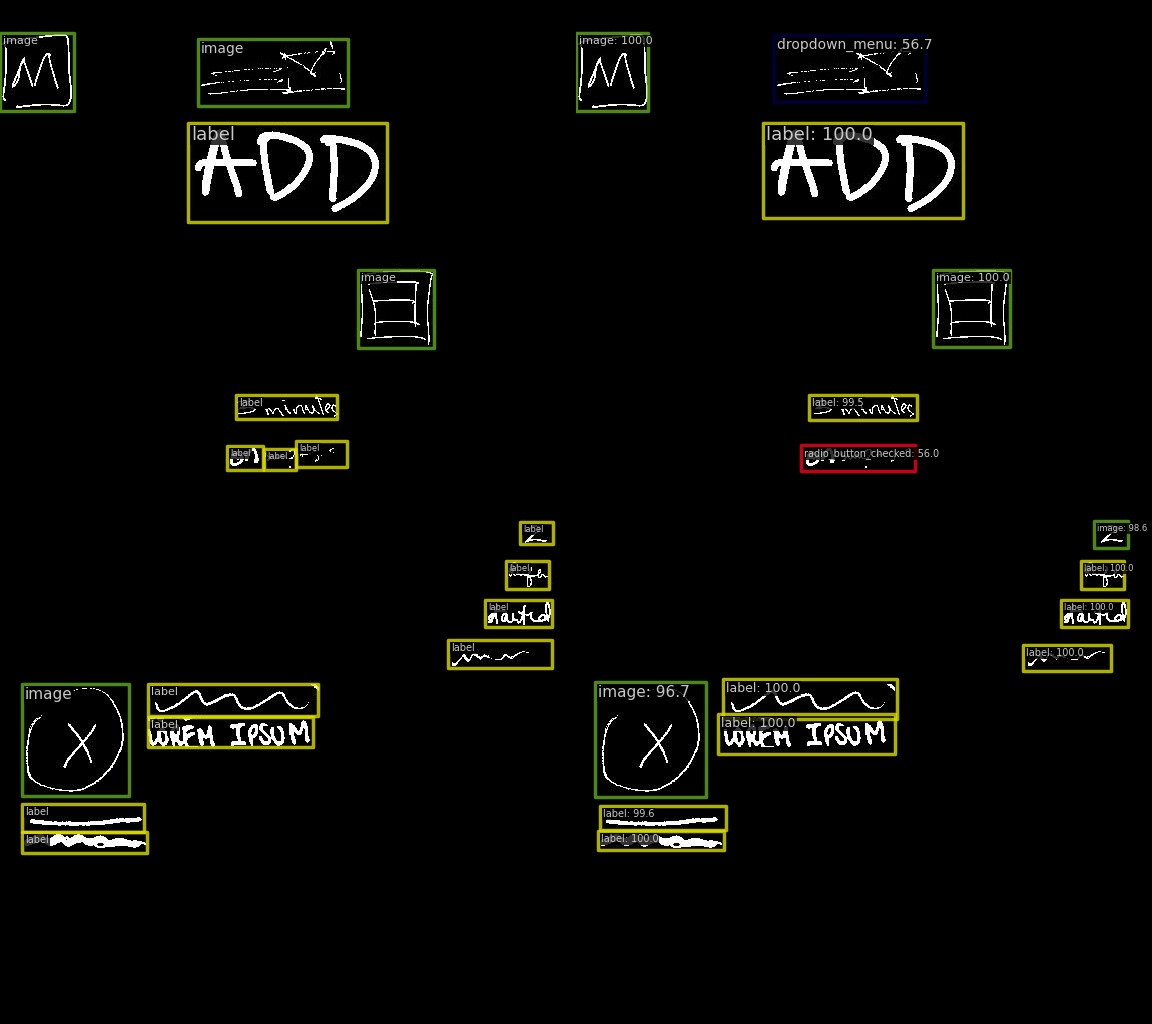 image image: 100.0
M M
image dropdown_menu: 56.7
label label: 100.0
ADD ADD
image image: 100.0
label label: 99.5
minutes minutes
label label label radio_button_checked: 56.0
on
label image: 98.6
label label: 100.0
label label: 100.0
label label: 100.0
image image: 96.7
label label: 100.0
label label: 100.0
X LOREM IPSUM X LOREM IPSUM
label label: 99.6
label label: 100.0